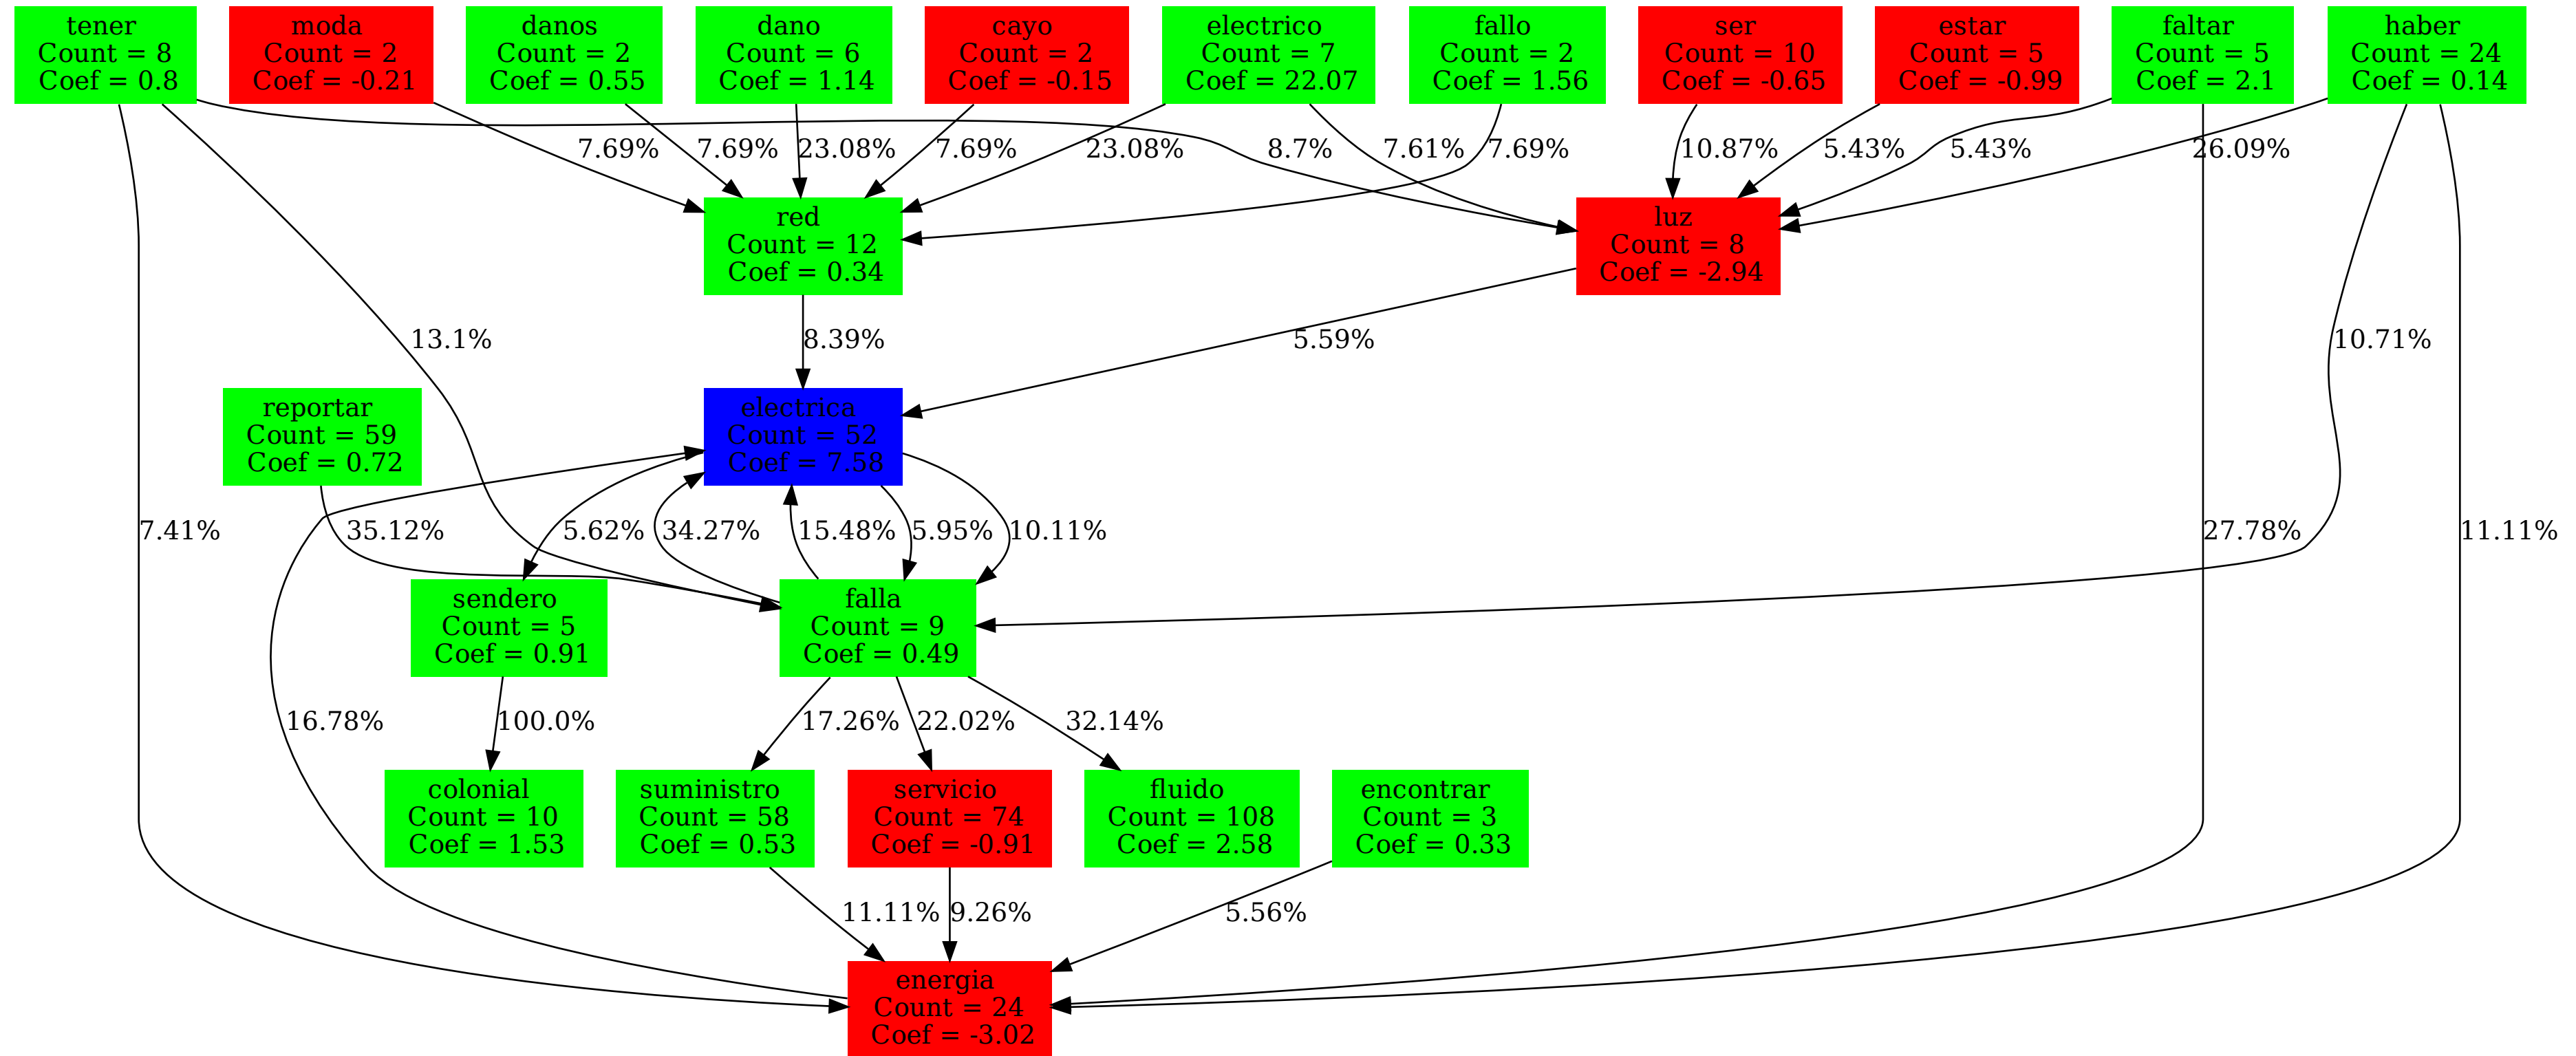 tener
Count = 8
Coef = 0.8
moda
Count = 2
Coef = -0.21
danos
Count = 2
Coef = 0.55
dano
Count = 6
Coef = 1.14
cayo
Count = 2
Coef = -0.15
electrico
Count = 7
Coef = 22.07
fallo
Count = 2
Coef = 1.56
ser
Count = 10
Coef = -0.65
estar
Count = 5
Coef = -0.99
faltar
Count = 5
Coef = 2.1
haber
Count = 24
Coef = 0.14
7.69%
7.69%
23.08%
7.69%
23.08%
8.7%
7.61%
7.69%
10.87%
5.43%
5.43%
26.09%
red
Count = 12
Coef = 0.34
luz
Count = 8
Coef = -2.94
13.1%
8.39%
5.59%
10.71%
reportar
Count = 59
Coef = 0.72
electrica
Count = 52
Coef = 7.58
7.41%
35.12%
5.62%
34.27%
15.48%
5.95%
10.11%
27.78%
11.11%
sendero
Count = 5
Coef = 0.91
falla
Count = 9
Coef = 0.49
16.78%
100.0%
17.26%
22.02%
32.14%
colonial
Count = 10
Coef = 1.53
suministro
Count = 58
Coef = 0.53
servicio
Count = 74
Coef = -0.91
fluido
Count = 108
Coef = 2.58
encontrar
Count = 3
Coef = 0.33
11.11%
9.26%
5.56%
energia
Count = 24
Coef = -3.02